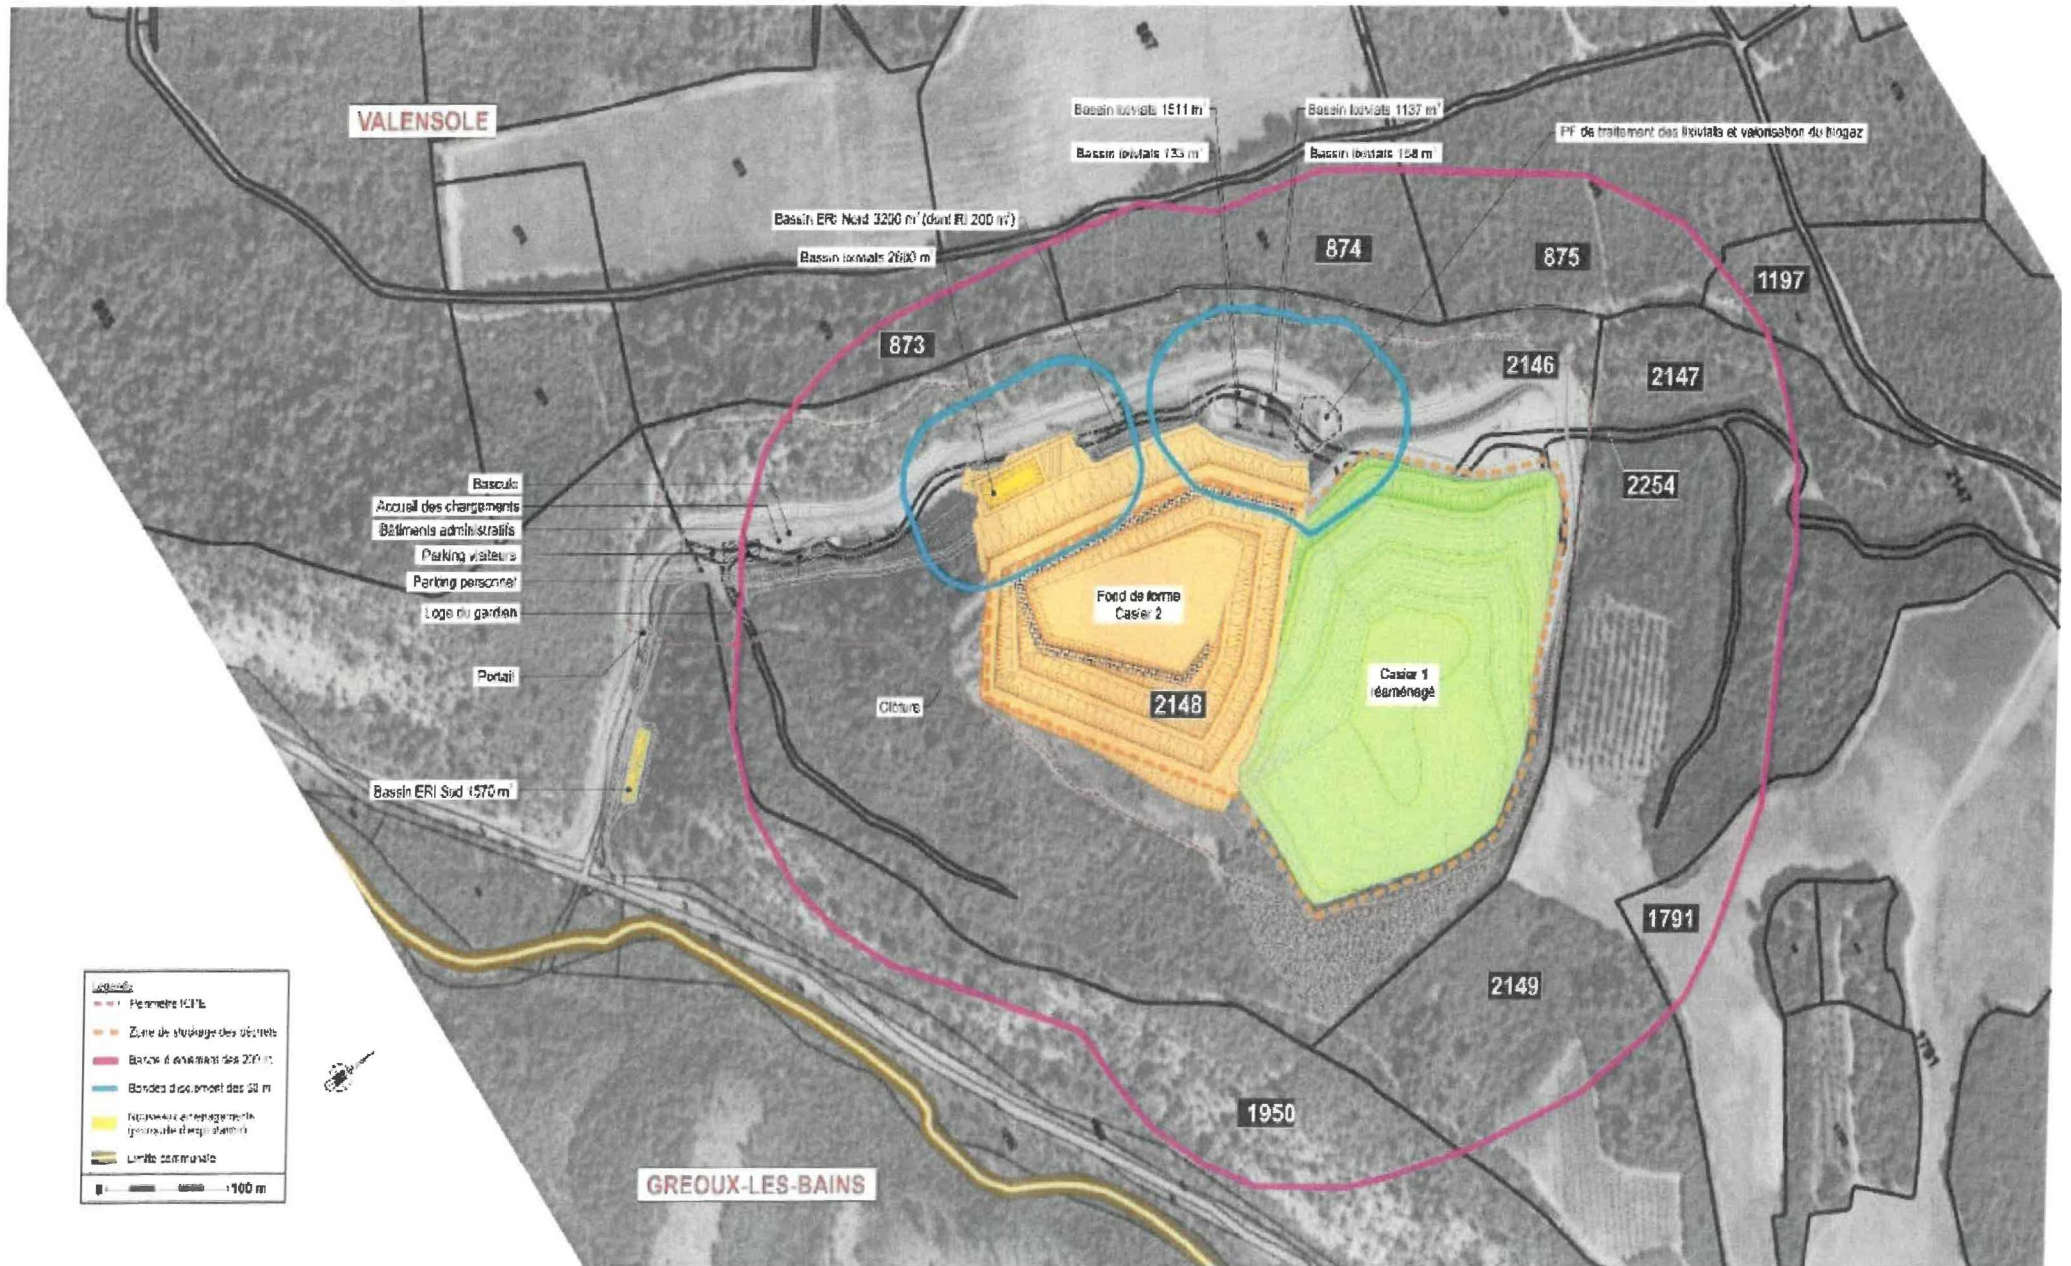 VALENSOLE
Bassin lixiviats 1511 m³
Bassin lixiviats 1137 m³
PF de traitement des lixiviats et valorisation du biogaz
Bassin lixiviats 133 m³
Bassin lixiviats 158 m³
Bassin ERI Nord 3200 m³ (dont RI 200 m³)
Bassin lixiviats 2600 m³
874
875
1197
873
2146
2147
2254
2147
Bascule
Accueil des chargements
Bâtiments administratifs
Parking visiteurs
Parking personnel
Loge du gardien
Portail
Fond de forme
Casier 2
Casier 1
réaménagé
2148
Clôture
Bassin ERI Sud 1570 m³
1791
2149
1791
1950
GREOUX-LES-BAINS
Légende
Périmètre ICPE
Zone de stockage des déchets
Bande d'isolement des 200 m
Bandes d'isolement des 50 m
Nouveaux aménagements
Limite communale
100 m